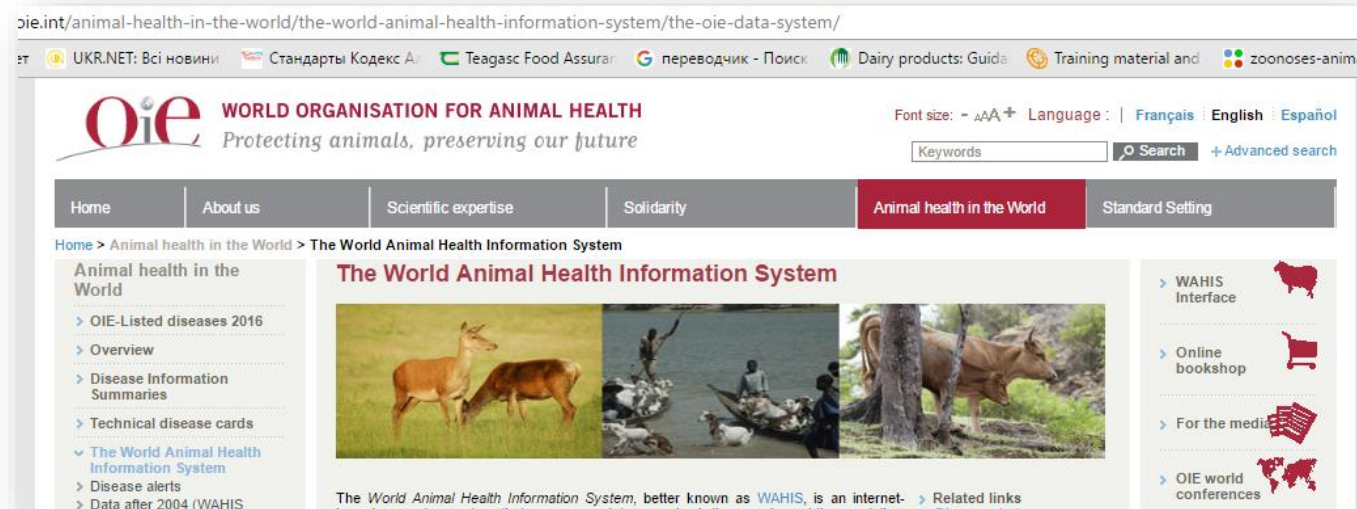 oie.int/animal-health-in-the-world/the-world-animal-health-information-system/the-oie-data-system/
ет UKR.NET: Всі новини Стандарты Кодекс Ал Teagasc Food Assuran переводчик - Поиск Dairy products: Guida Training material and zoonoses-anim
Oie
WORLD ORGANISATION FOR ANIMAL HEALTH
Protecting animals, preserving our future
Font size: - AAA + Language : | Français English Español
Keywords Search + Advanced search
Home About us Scientific expertise Solidarity Animal health in the World Standard Setting
Home > Animal health in the World > The World Animal Health Information System
Animal health in the
World
> OIE-Listed diseases 2016
> Overview
> Disease Information
Summaries
> Technical disease cards
The World Animal Health
Information System
> Disease alerts
> Data after 2004 (WAHIS
The World Animal Health Information System
The World Animal Health Information System, better known as WAHIS, is an internet-
> Related links
> WAHIS
Interface
> Online
bookshop
> For the media
> OIE world
conferences